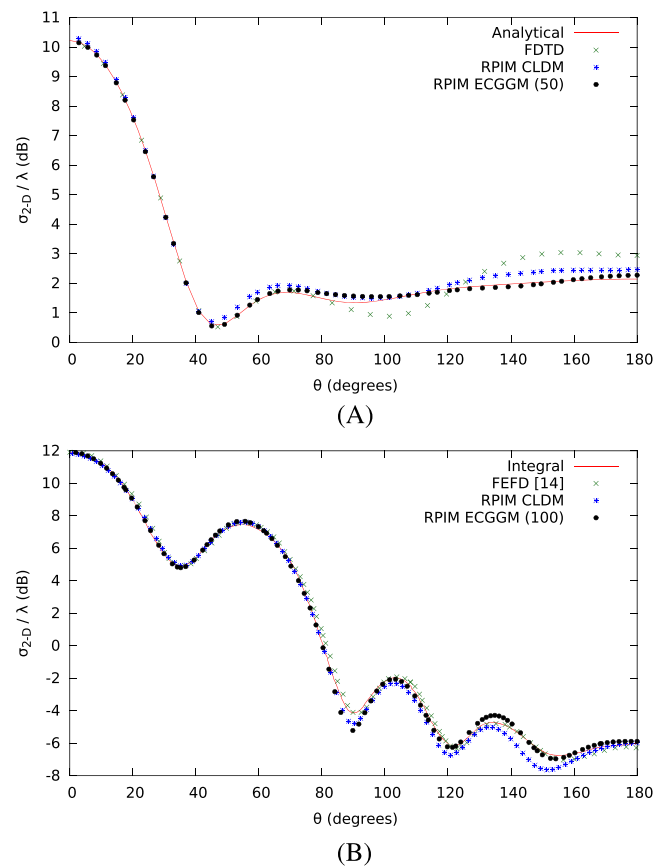 11
10
9
8
7
6
5
4
3
2
1
0
σ2-D / λ (dB)
Analytical
FDTD
RPIM CLDM
RPIM ECGGM (50)
0 20 40 60 80 100 120 140 160 180
θ (degrees)
(A)
12
10
8
6
4
2
0
-2
-4
-6
-8
σ2-D / λ (dB)
Integral
FEFD [14]
RPIM CLDM
RPIM ECGGM (100)
0 20 40 60 80 100 120 140 160 180
θ (degrees)
(B)